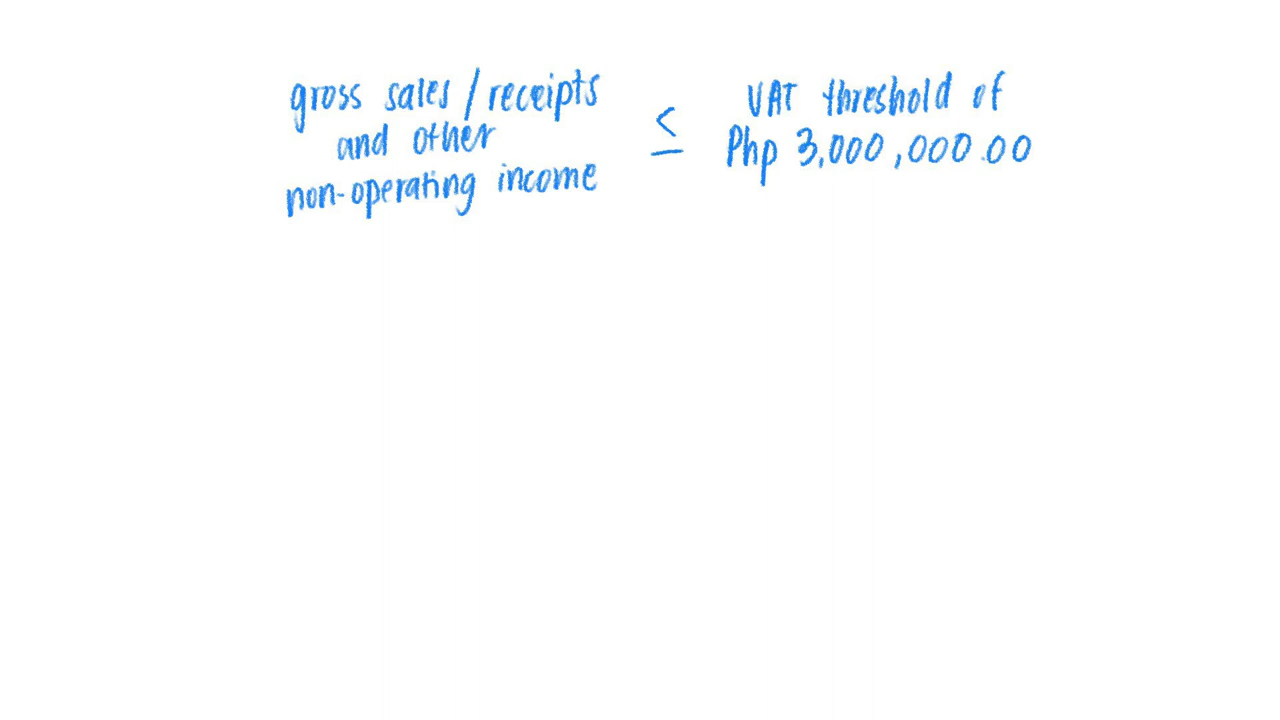 gross sales/receipts
and other
non-operating income
≤
VAT threshold of
Php 3,000,000.00